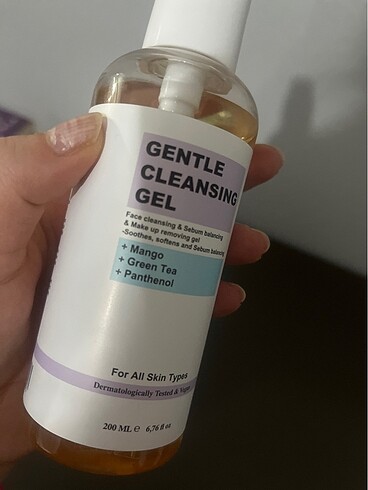 GENTLE
CLEANSING
GEL
Face cleansing & Sebum balancing
& Make up removing gel
-Soothes, softens and Sebum balancing
+ Mango
+ Green Tea
+ Panthenol
For All Skin Types
Dermatologically Tested &
200 ML ℮ 6,76 fl oz